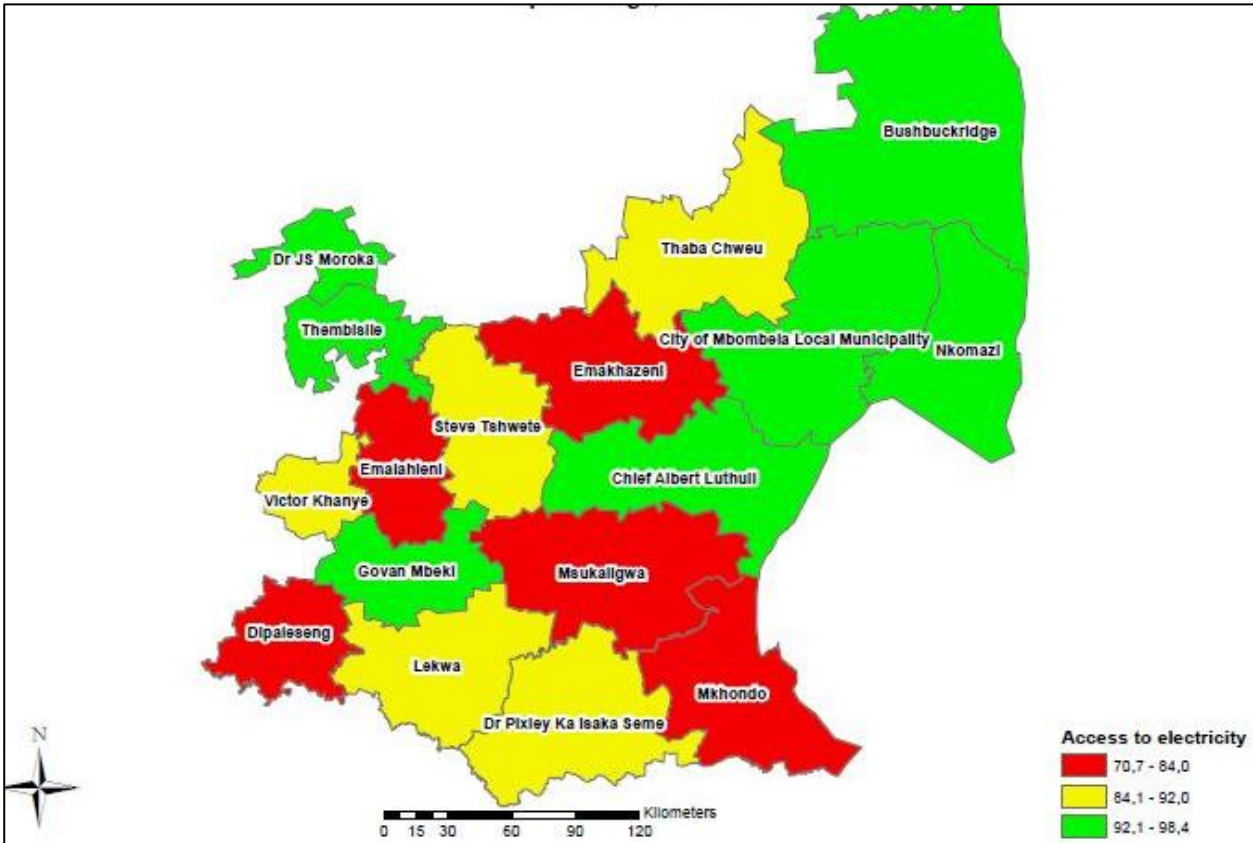 Bushbuckridge
Thaba Chweu
Dr JS Moroka
Thembisile
City of Mbombela Local Municipality
Nkomazi
Emakhazeni
Steve Tshwete
Emalahleni
Chief Albert Luthuli
Victor Khanye
Govan Mbeki
Msukaligwa
Dipaleseng
Lekwa
Mkhondo
Dr Pixley Ka Isaka Seme
N
Access to electricity
70,7 - 84,0
84,1 - 92,0
92,1 - 98,4
Kilometers
0 15 30 60 90 120